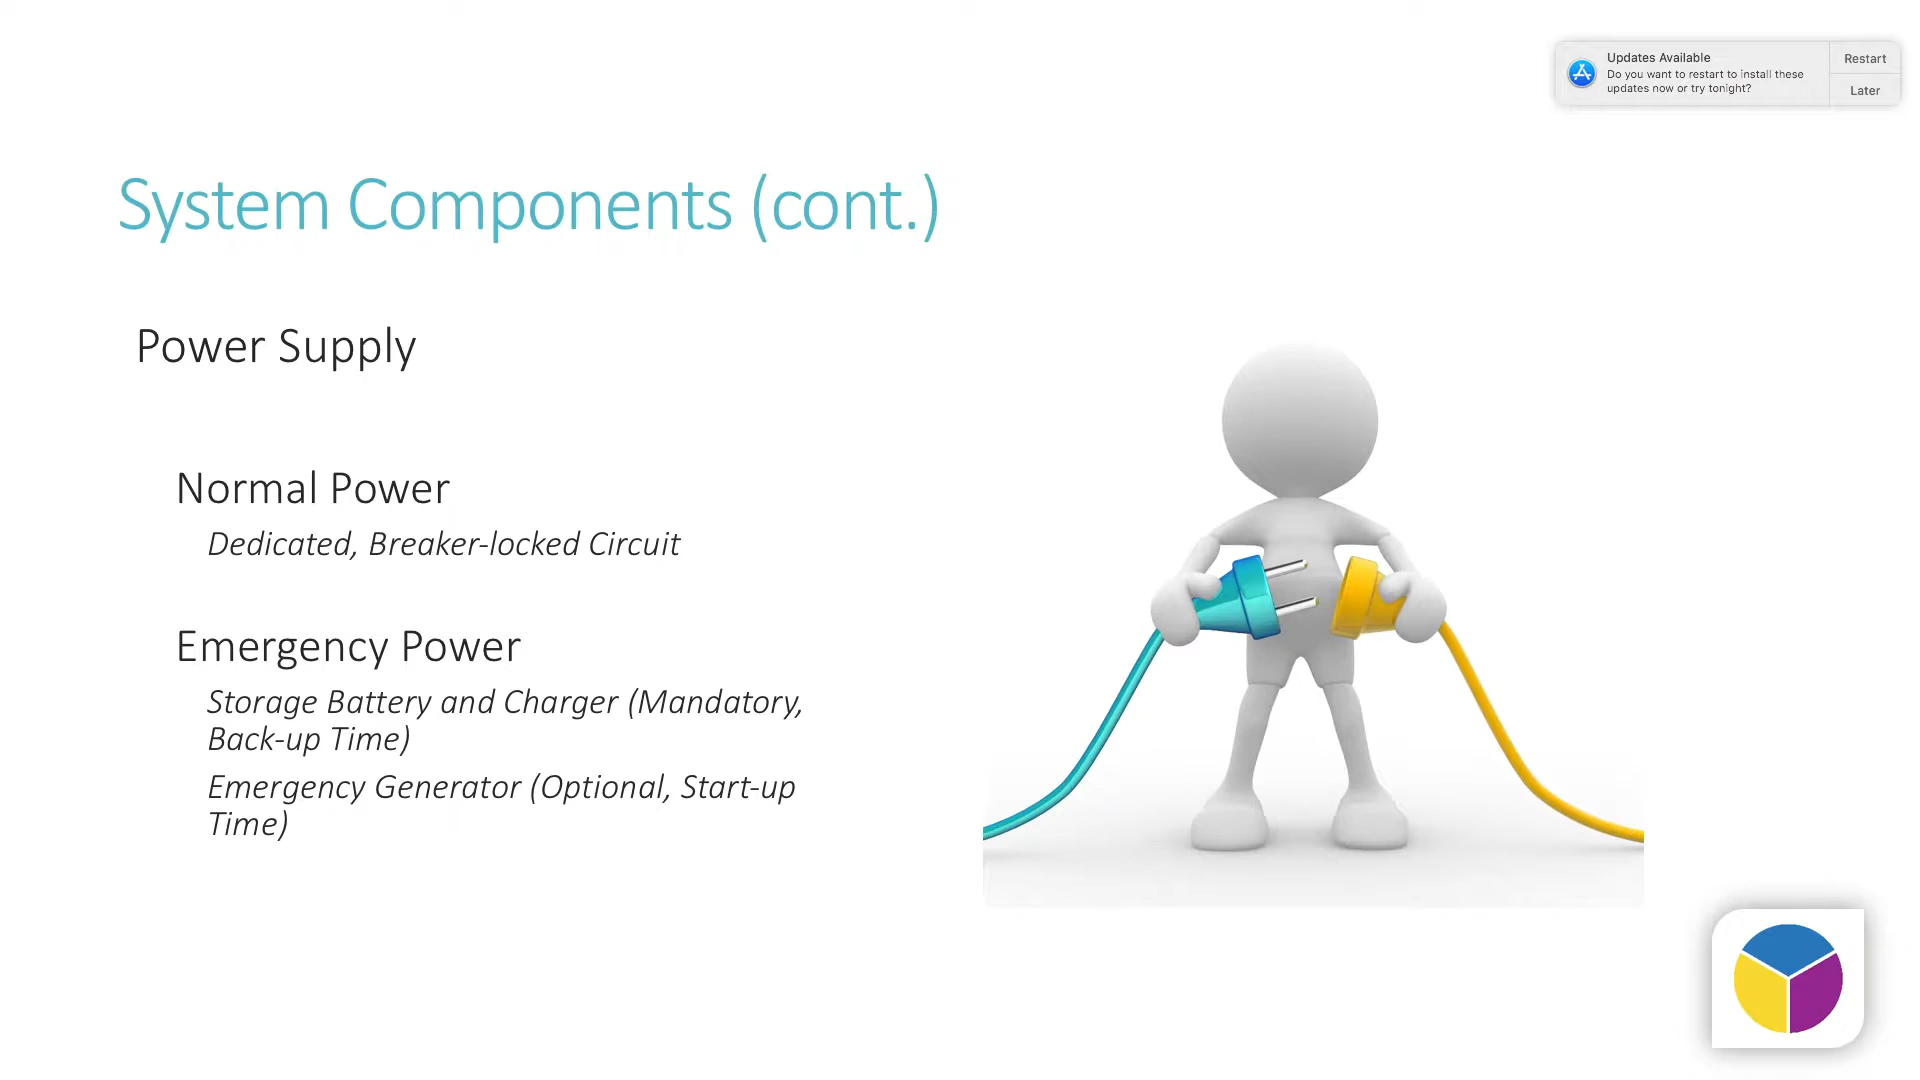 Updates Available
Do you want to restart to install these
updates now or try tonight?
Restart
Later
System Components (cont.)
Power Supply
Normal Power
Dedicated, Breaker-locked Circuit
Emergency Power
Storage Battery and Charger (Mandatory,
Back-up Time)
Emergency Generator (Optional, Start-up
Time)